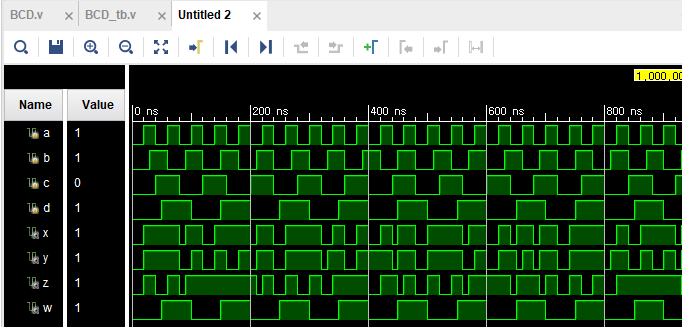 BCD.v × BCD_tb.v × Untitled 2 ×
1,000,00
Name Value
0 ns 200 ns 400 ns 600 ns 800 ns
a 1
b 1
c 0
d 1
x 1
y 1
z 1
w 1